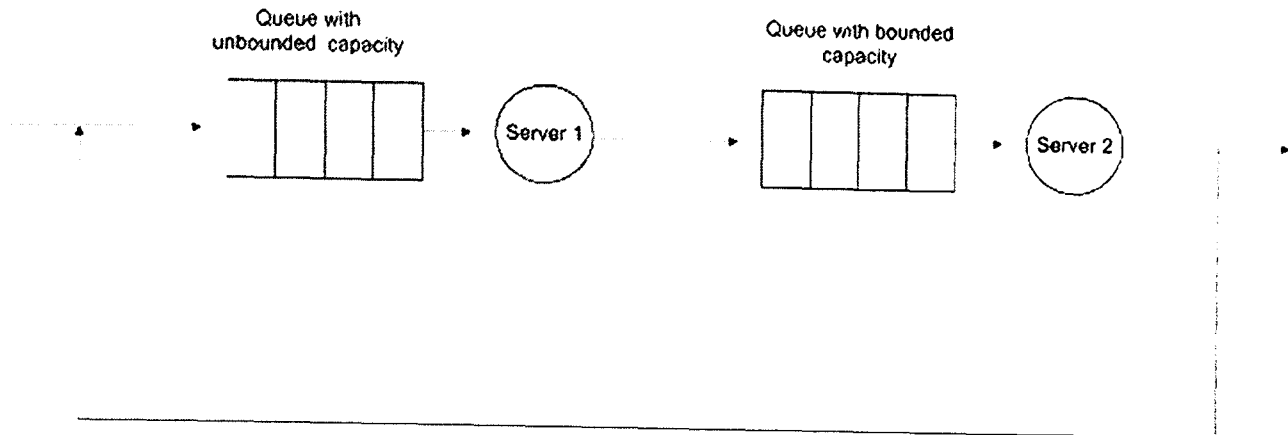 Queue with
unbounded capacity
Queue with bounded
capacity
Server 1
Server 2